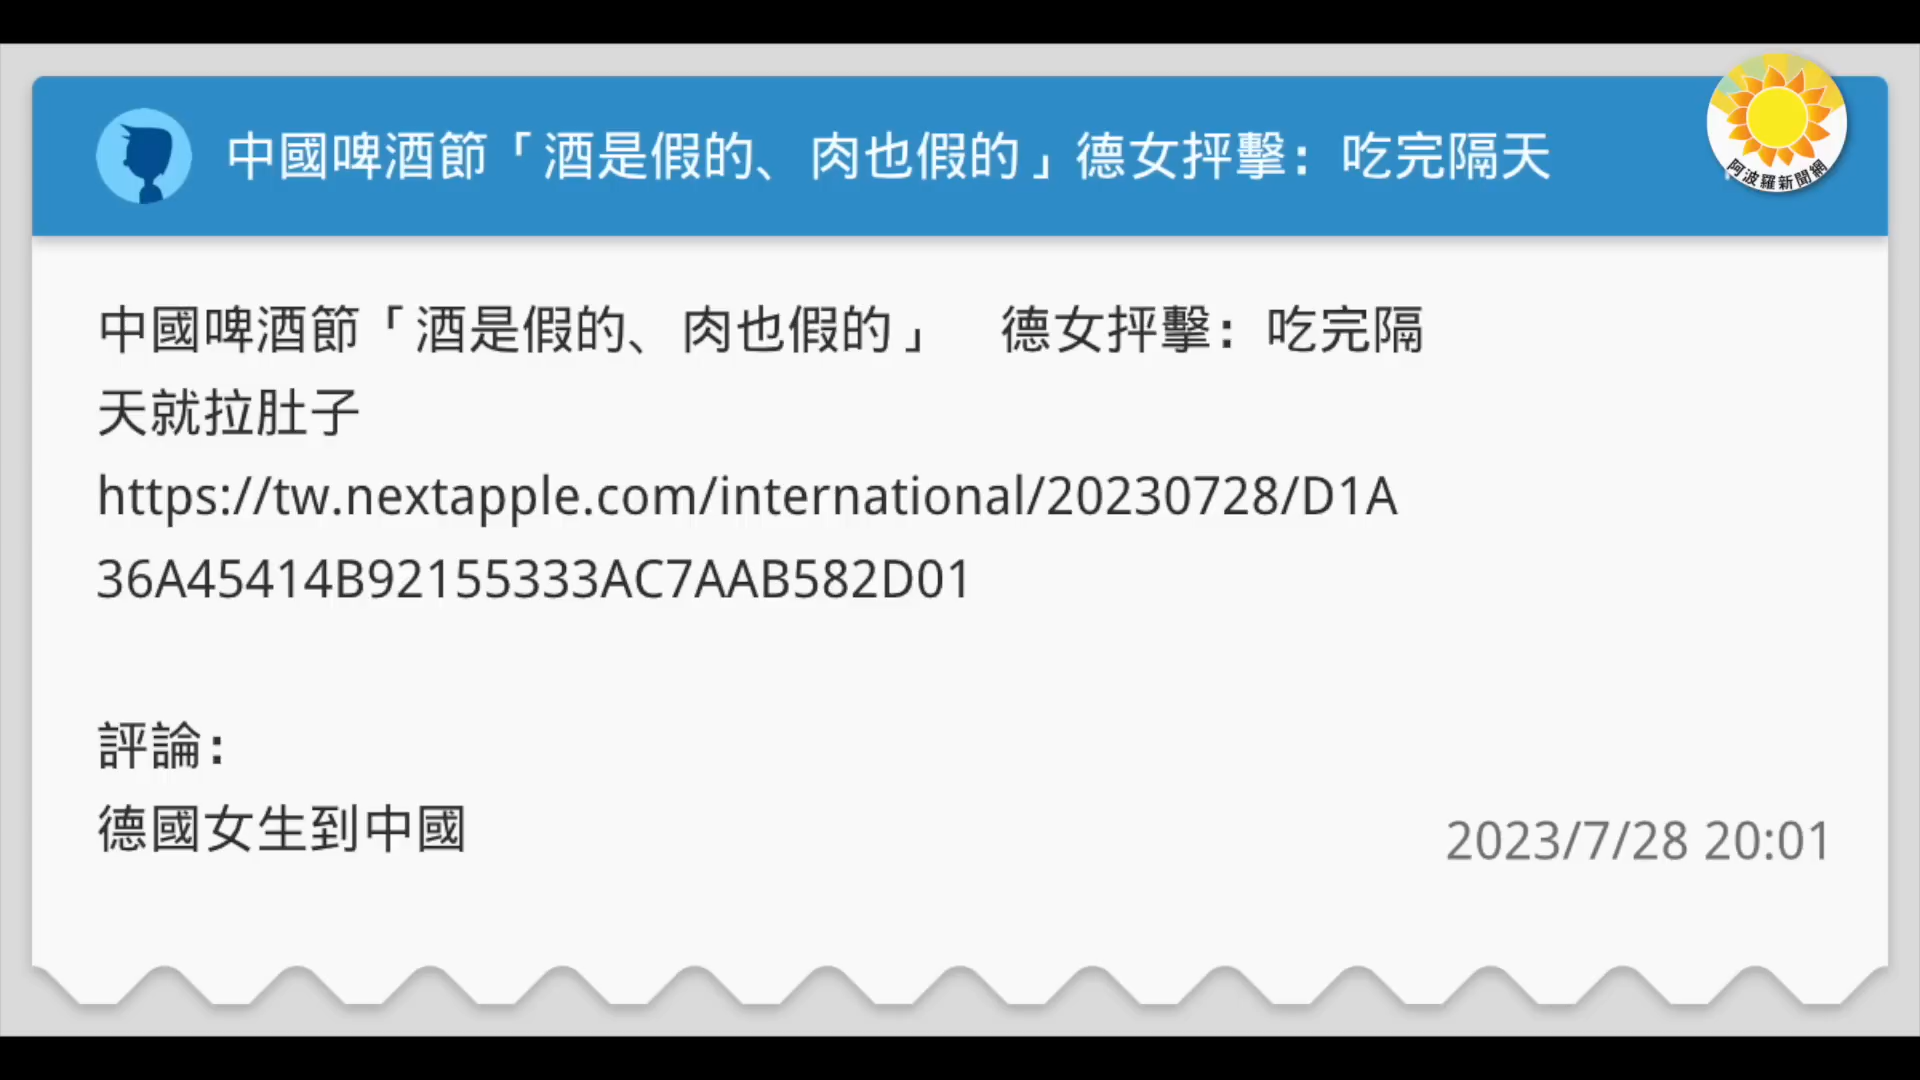 中國啤酒節「酒是假的、肉也假的」德女抨擊：吃完隔天
阿波羅新聞網
中國啤酒節「酒是假的、肉也假的」　德女抨擊：吃完隔
天就拉肚子
https://tw.nextapple.com/international/20230728/D1A
36A45414B92155333AC7AAB582D01
評論：
德國女生到中國
2023/7/28 20:01